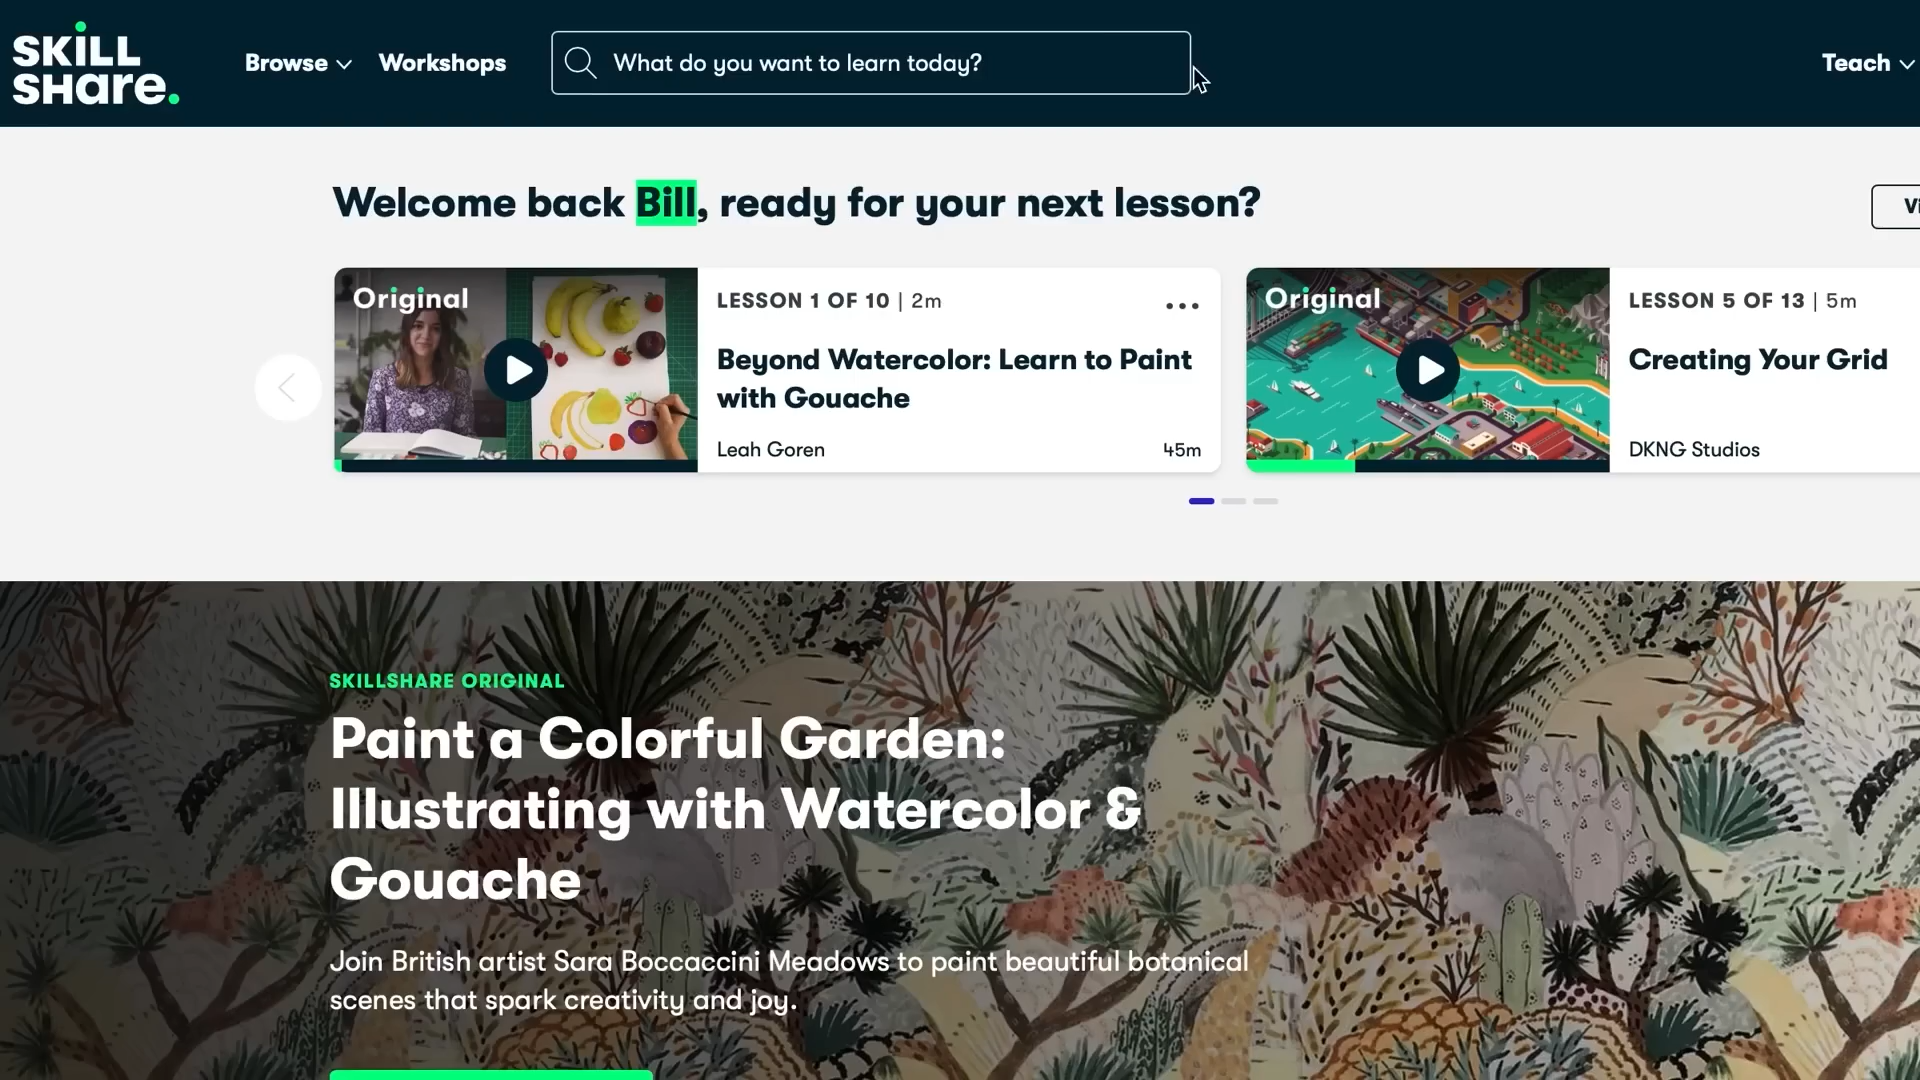 SKILL
SHare.
Browse
Workshops
What do you want to learn today?
Teach
Welcome back Bill, ready for your next lesson?
Original
LESSON 1 OF 10 | 2m
Beyond Watercolor: Learn to Paint
with Gouache
Leah Goren
45m
Original
LESSON 5 OF 13 | 5m
Creating Your Grid
DKNG Studios
SKILLSHARE ORIGINAL
Paint a Colorful Garden:
Illustrating with Watercolor &
Gouache
Join British artist Sara Boccaccini Meadows to paint beautiful botanical
scenes that spark creativity and joy.